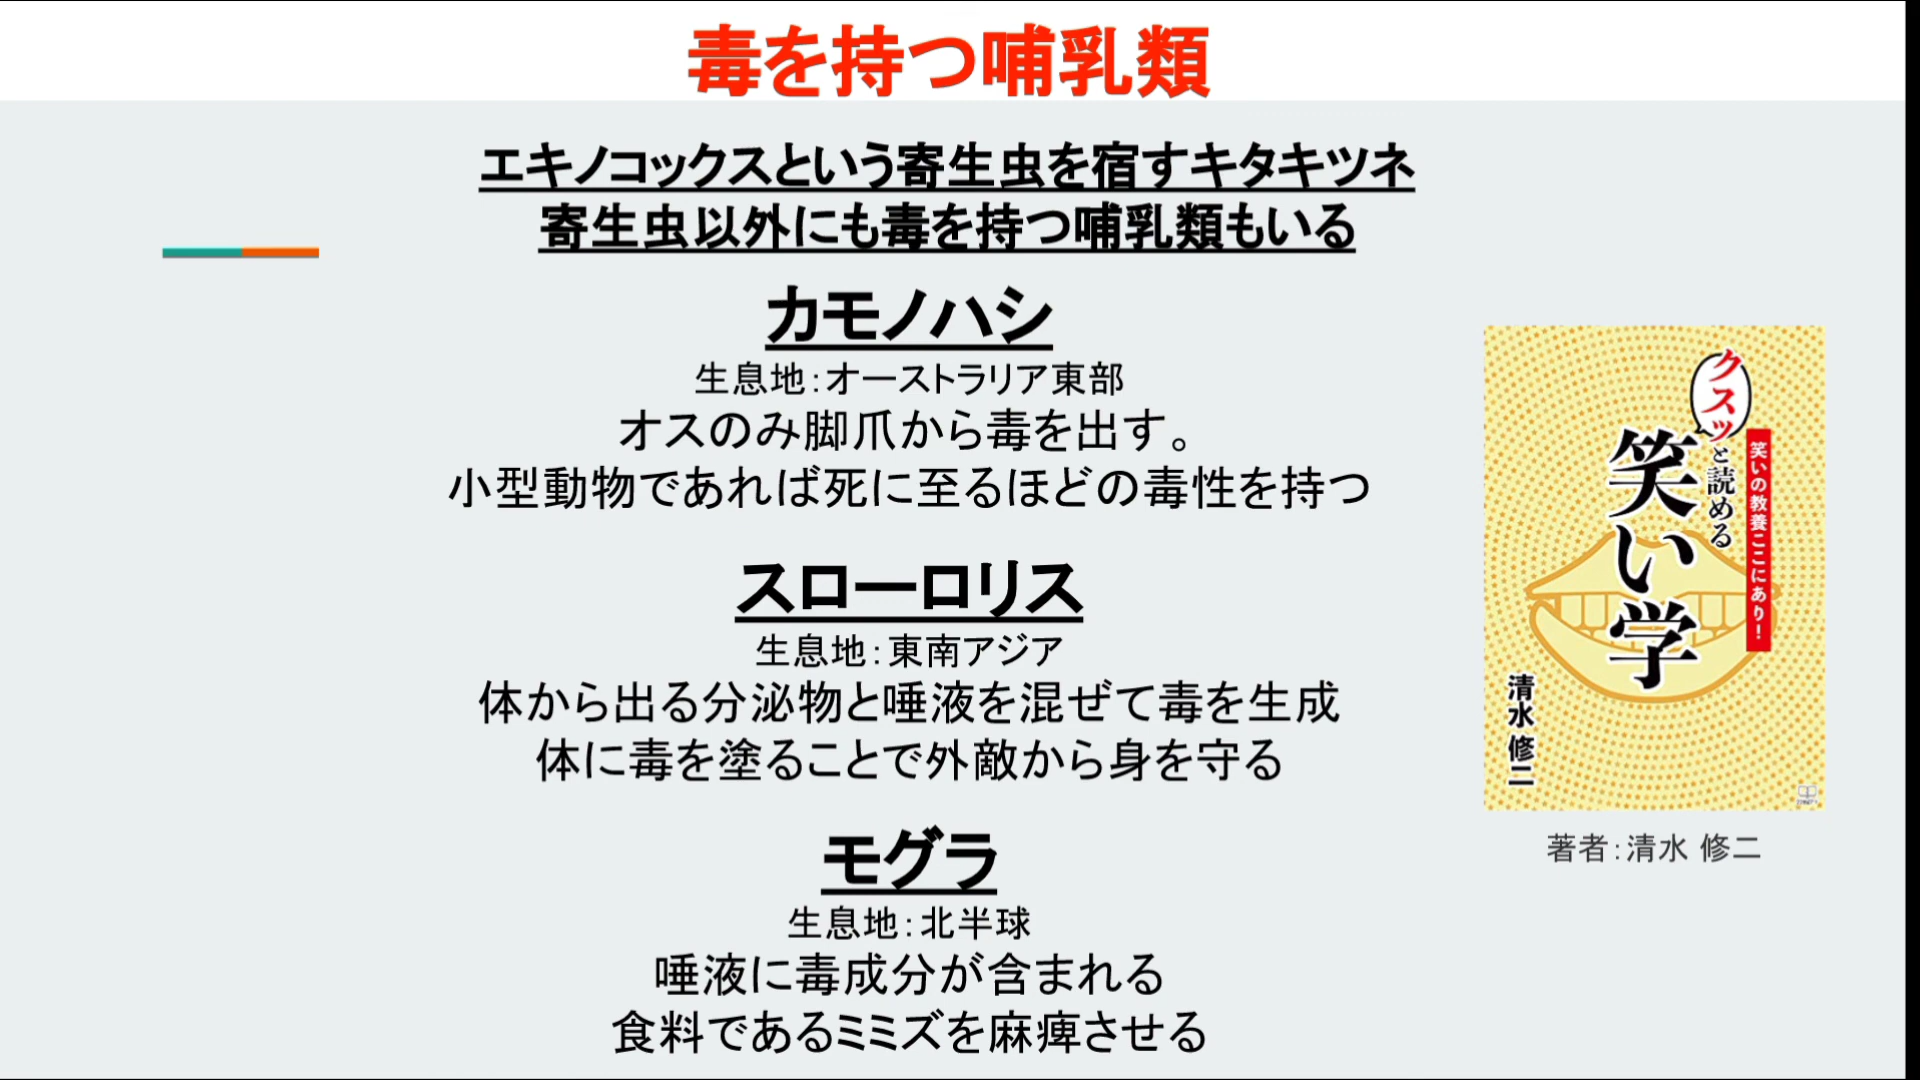 毒を持つ哺乳類
エキノコックスという寄生虫を宿すキタキツネ
寄生虫以外にも毒を持つ哺乳類もいる
カモノハシ
生息地:オーストラリア東部
オスのみ脚爪から毒を出す。
小型動物であれば死に至るほどの毒性を持つ
スローロリス
生息地:東南アジア
体から出る分泌物と唾液を混ぜて毒を生成
体に毒を塗ることで外敵から身を守る
モグラ
生息地:北半球
唾液に毒成分が含まれる
食料であるミミズを麻痺させる
笑いの教養ここにあり!
クスッと読める
笑い学
清水 修二
著者:清水 修二